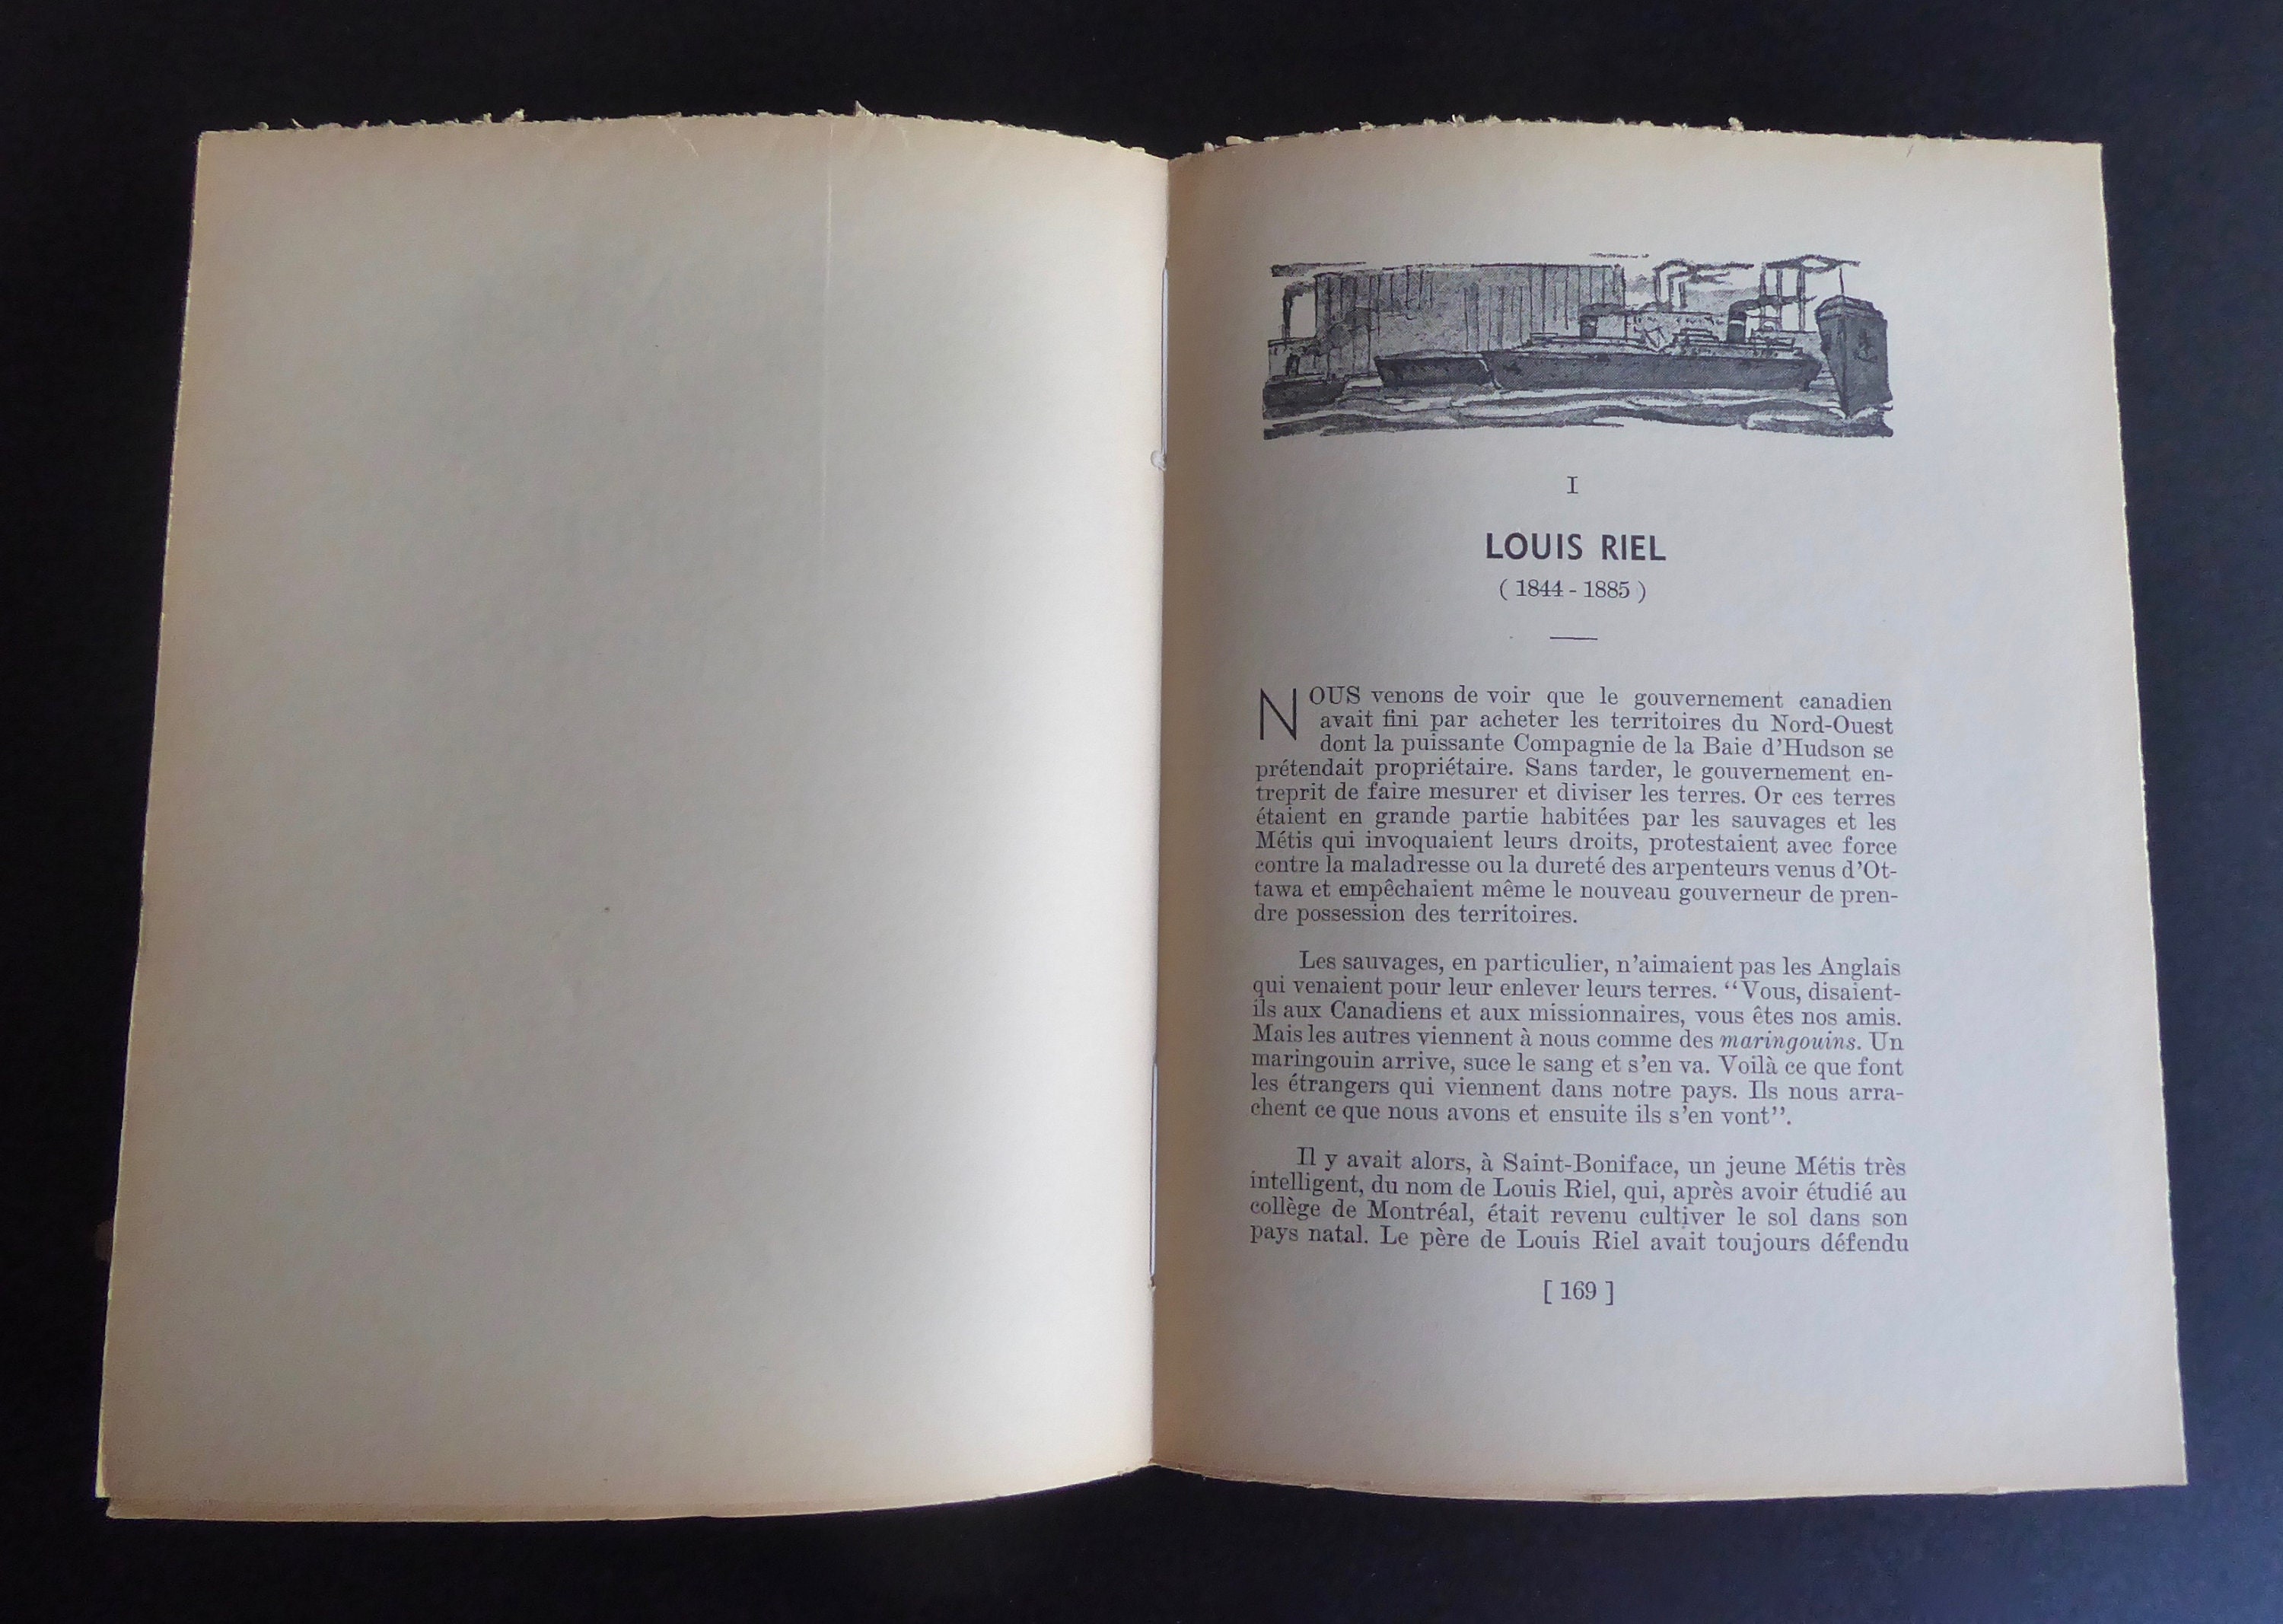 I
LOUIS RIEL
( 1844 - 1885 )
NOUS venons de voir que le gouvernement canadien
avait fini par acheter les territoires du Nord-Ouest
dont la puissante Compagnie de la Baie d'Hudson se
prétendait propriétaire. Sans tarder, le gouvernement en-
treprit de faire mesurer et diviser les terres. Or ces terres
étaient en grande partie habitées par les sauvages et les
Métis qui invoquaient leurs droits, protestaient avec force
contre la maladresse ou la dureté des arpenteurs venus d'Ot-
tawa et empêchaient même le nouveau gouverneur de pren-
dre possession des territoires.
Les sauvages, en particulier, n'aimaient pas les Anglais
qui venaient pour leur enlever leurs terres. “Vous, disaient-
ils aux Canadiens et aux missionnaires, vous êtes nos amis.
Mais les autres viennent à nous comme des maringouins. Un
maringouin arrive, suce le sang et s'en va. Voilà ce que font
les étrangers qui viennent dans notre pays. Ils nous arra-
chent ce que nous avons et ensuite ils s'en vont”.
Il y avait alors, à Saint-Boniface, un jeune Métis très
intelligent, du nom de Louis Riel, qui, après avoir étudié au
collège de Montréal, était revenu cultiver le sol dans son
pays natal. Le père de Louis Riel avait toujours défendu
[ 169 ]